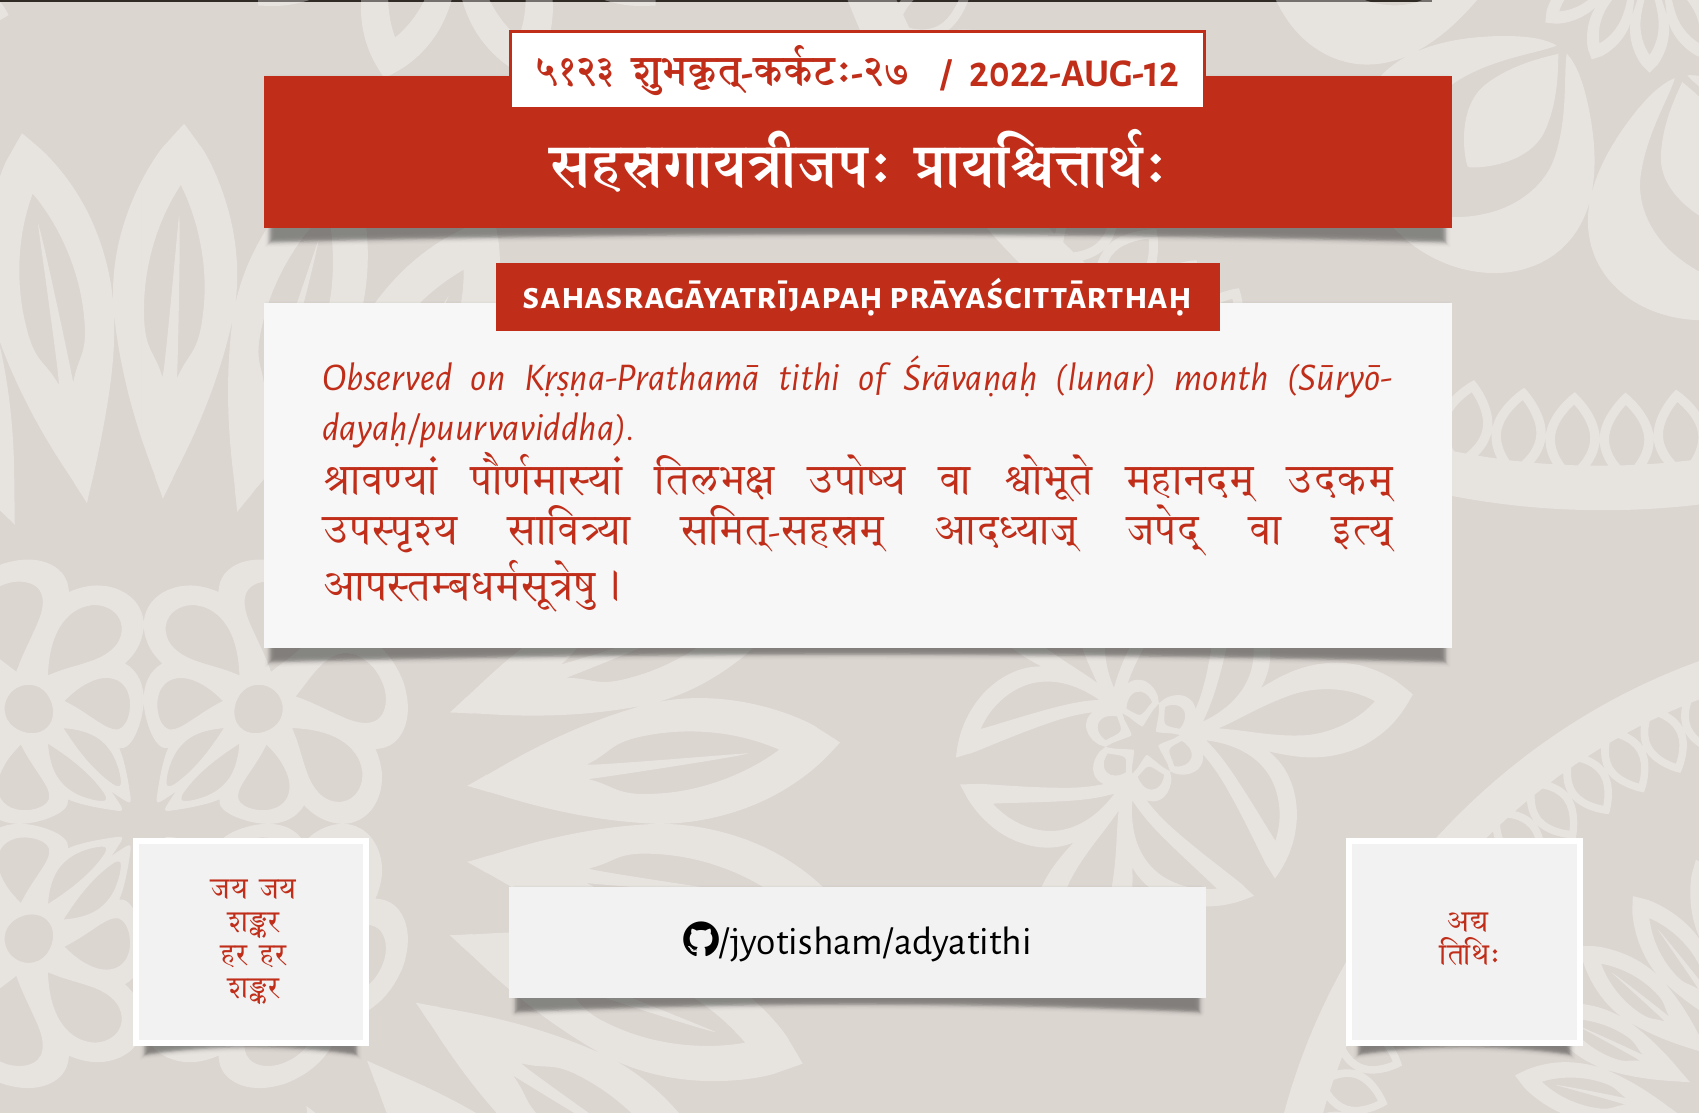 ५१२३ शुभकृत्-कर्कटः-२७ / 2022-AUG-12
सहस्रगायत्रीजपः प्रायश्चित्तार्थः
SAHASRAGĀYATRĪJAPAḤ PRĀYAŚCITTĀRTHAḤ
Observed on Kṛṣṇa-Prathamā tithi of Śrāvaṇaḥ (lunar) month (Sūryō-
dayaḥ/puurvaviddha).
श्रावण्यां पौर्णमास्यां तिलभक्ष उपोष्य वा श्वोभूते महानदम् उदकम्
उपस्पृश्य सावित्र्या समित्-सहस्रम् आदध्याज् जपेद् वा इत्य्
आपस्तम्बधर्मसूत्रेषु ।
जय जय
शङ्कर
हर हर
शङ्कर
/jyotisham/adyatithi
अद्य
तिथिः